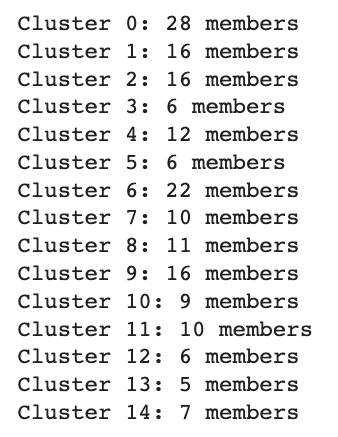 Cluster 0: 28 members
Cluster 1: 16 members
Cluster 2: 16 members
Cluster 3: 6 members
Cluster 4: 12 members
Cluster 5: 6 members
Cluster 6: 22 members
Cluster 7: 10 members
Cluster 8: 11 members
Cluster 9: 16 members
Cluster 10: 9 members
Cluster 11: 10 members
Cluster 12: 6 members
Cluster 13: 5 members
Cluster 14: 7 members